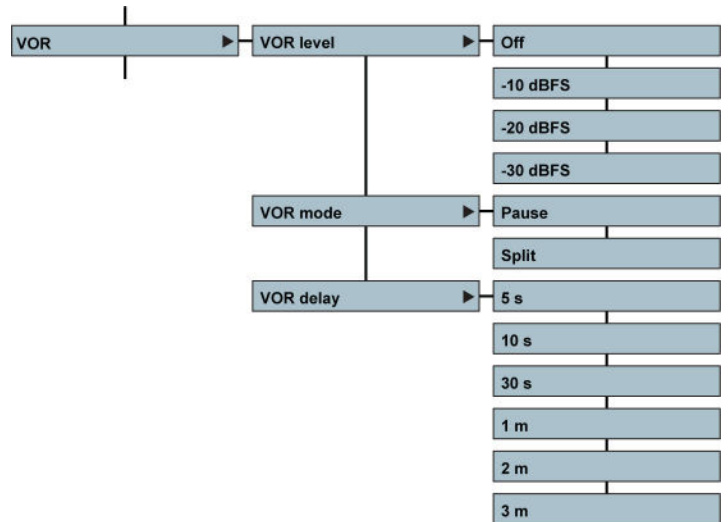 VOR
VOR level
Off
-10 dBFS
-20 dBFS
-30 dBFS
VOR mode
Pause
Split
VOR delay
5 s
10 s
30 s
1 m
2 m
3 m